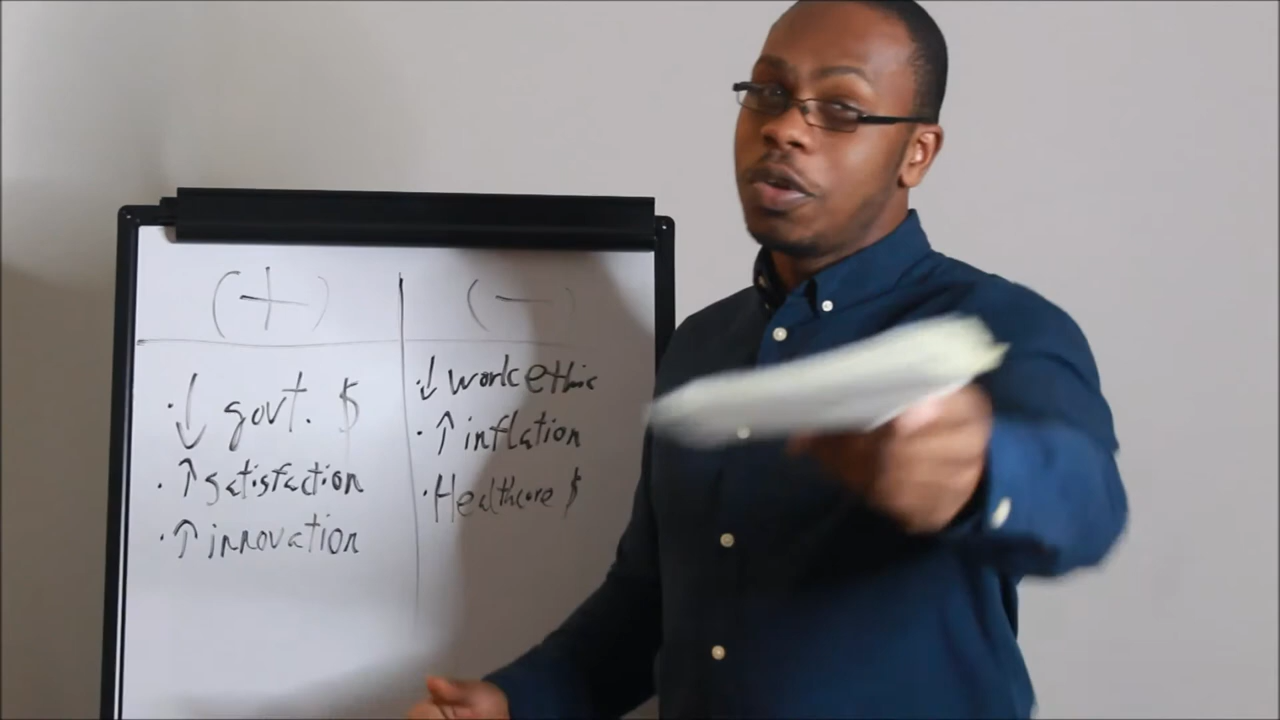 (+)
(-)
·↓ govt. $
·↑ satisfaction
·↑ innovation
·↓ work ethic
·↑ inflation
·Healthcare $